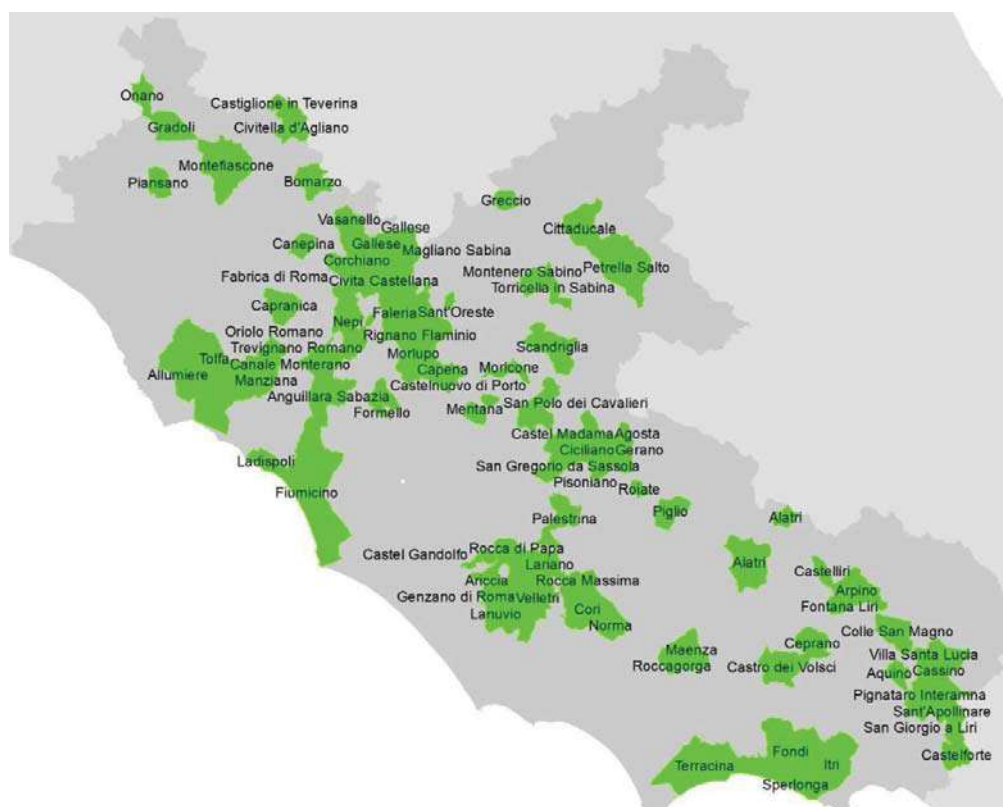 Onano
Castiglione in Teverina
Gradoli
Civitella d'Agliano
Montefiascone
Piansano
Bomarzo
Greccio
Vasanello
Gallese
Cittaducale
Canepina
Gallese
Magliano Sabina
Corchiano
Petrella Salto
Fabrica di Roma
Civita Castellana
Montenero Sabino
Torricella in Sabina
Capranica
Nepi
Faleria
Sant'Oreste
Oriolo Romano
Rignano Flaminio
Trevignano Romano
Scandriglia
Tolfa
Morlupo
Canale Monterano
Allumiere
Manziana
Capena
Moricone
Castelnuovo di Porto
Anguillara Sabazia
Formello
Mentana
San Polo dei Cavalieri
Castel Madama
Agosta
Ciciliano
Gerano
Ladispoli
San Gregorio da Sassola
Pisoniano
Roiate
Fiumicino
Piglio
Palestrina
Alatri
Castel Gandolfo
Rocca di Papa
Lariano
Alatri
Ariccia
Rocca Massima
Castelliri
Genzano di Roma
Velletri
Arpino
Lanuvio
Cori
Fontana Liri
Norma
Colle San Magno
Maenza
Ceprano
Roccagorga
Castro dei Volsci
Villa Santa Lucia
Aquino
Cassino
Pignataro Interamna
Sant'Apollinare
San Giorgio a Liri
Fondi
Castelforte
Terracina
Itri
Sperlonga